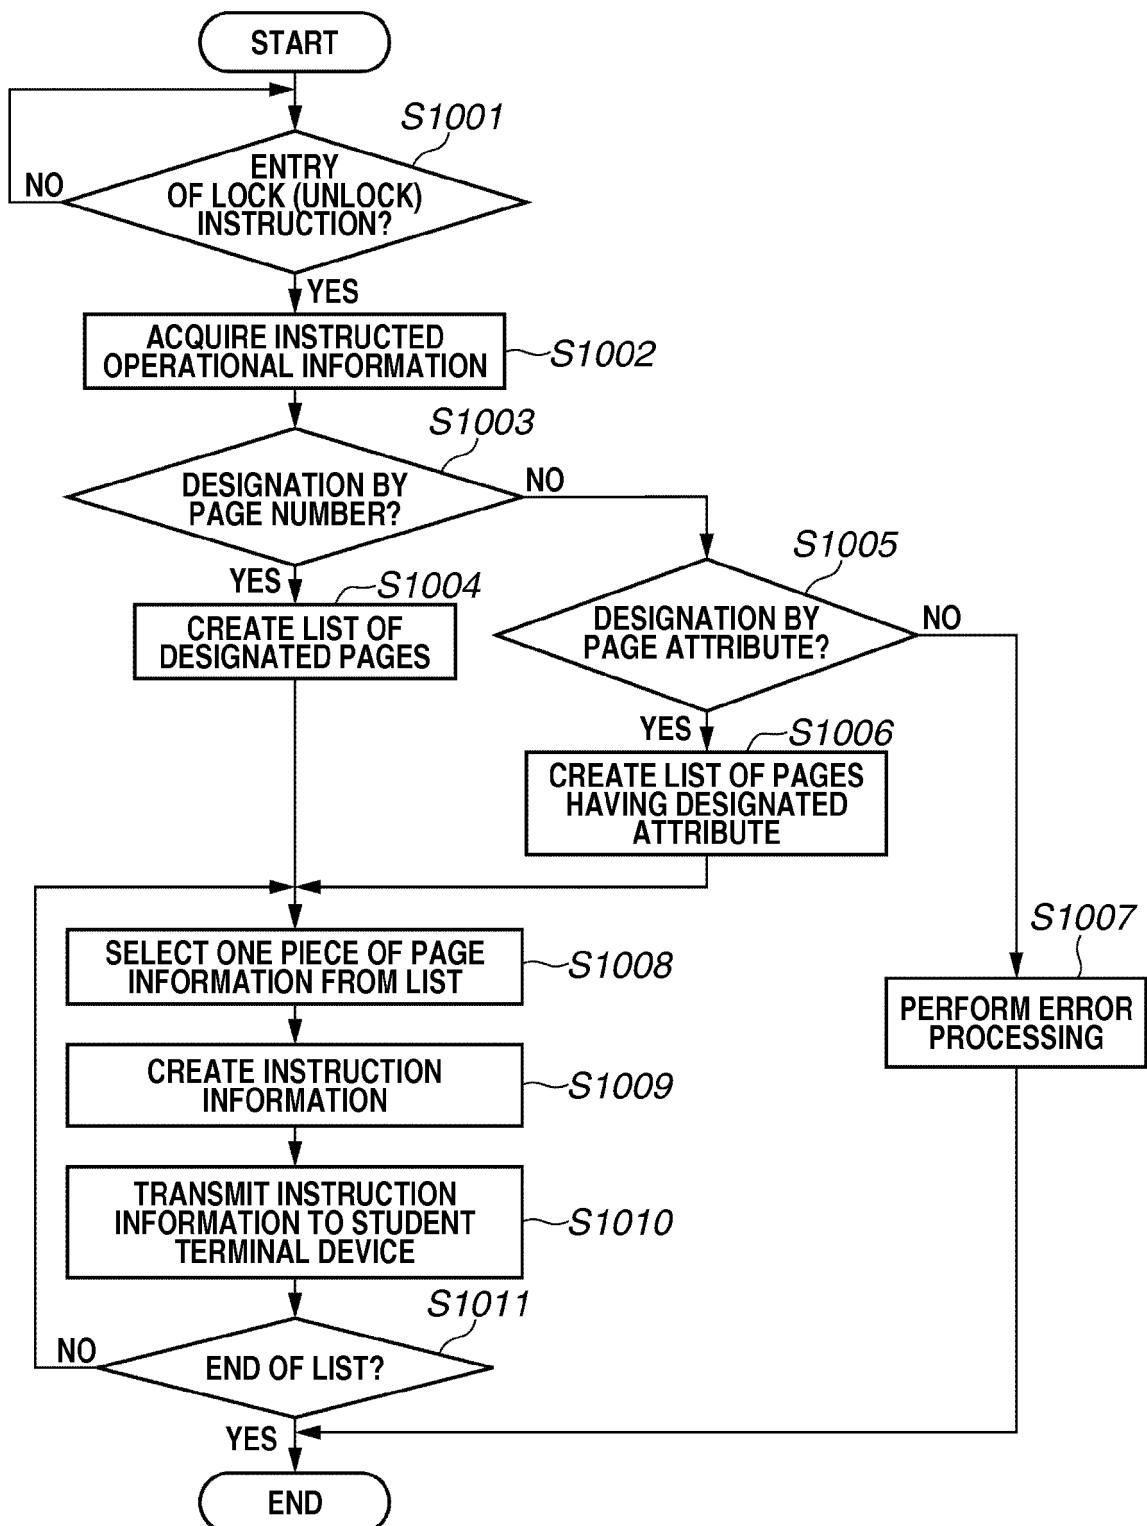 START
S1001
ENTRY
OF LOCK (UNLOCK)
INSTRUCTION?
NO
YES
ACQUIRE INSTRUCTED
OPERATIONAL INFORMATION
S1002
S1003
DESIGNATION BY
PAGE NUMBER?
NO
YES
S1004
CREATE LIST OF
DESIGNATED PAGES
S1005
DESIGNATION BY
PAGE ATTRIBUTE?
NO
YES
S1006
CREATE LIST OF PAGES
HAVING DESIGNATED
ATTRIBUTE
S1007
PERFORM ERROR
PROCESSING
SELECT ONE PIECE OF PAGE
INFORMATION FROM LIST
S1008
CREATE INSTRUCTION
INFORMATION
S1009
TRANSMIT INSTRUCTION
INFORMATION TO STUDENT
TERMINAL DEVICE
S1010
S1011
END OF LIST?
NO
YES
END